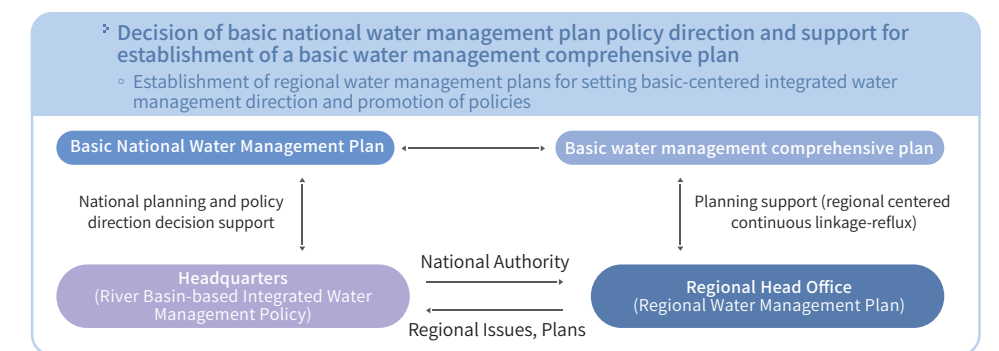 Decision of basic national water management plan policy direction and support for
establishment of a basic water management comprehensive plan
Establishment of regional water management plans for setting basic-centered integrated water
management direction and promotion of policies
Basic National Water Management Plan
Basic water management comprehensive plan
National planning and policy
direction decision support
Planning support (regional centered
continuous linkage-reflux)
Headquarters
(River Basin-based Integrated Water
Management Policy)
National Authority
Regional Issues, Plans
Regional Head Office
(Regional Water Management Plan)